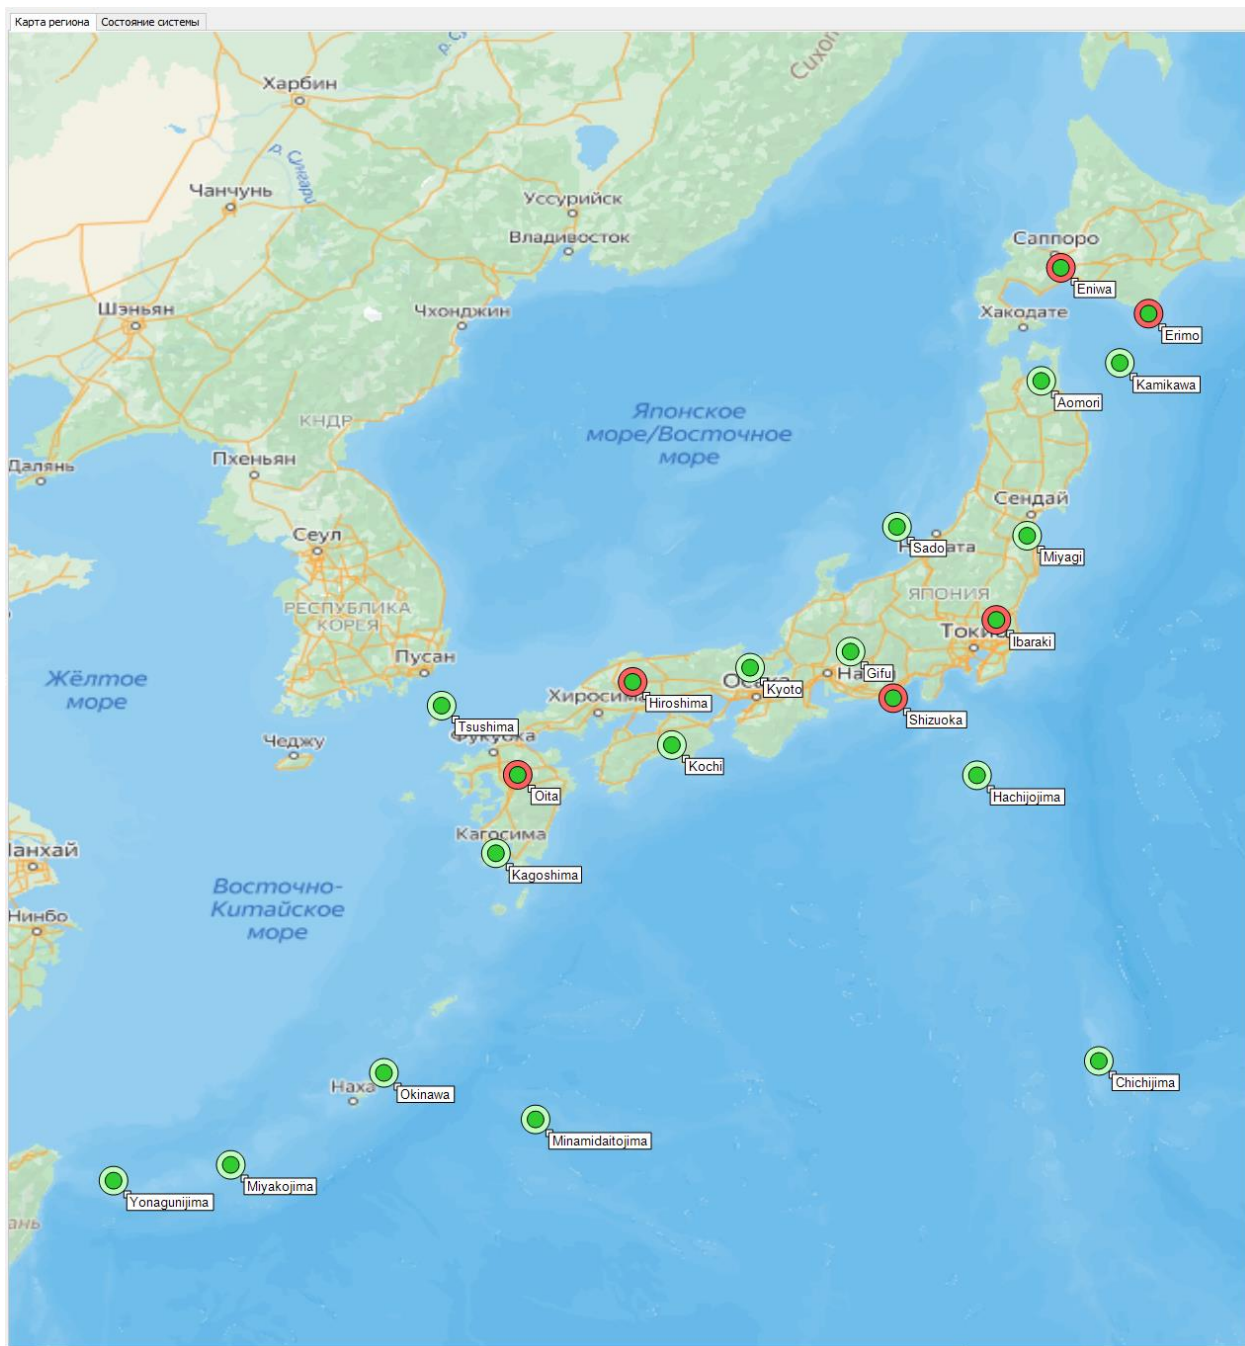 Карта региона
Состояние системы
Харбин
р. Сунгари
Чанчунь
Уссурийск
Владивосток
Саппоро
Eniwa
Шэньян
Чхонджин
Хакодате
Erimo
Kamikawa
Aomori
Японское
море/Восточное
море
КНДР
Пхеньян
Далянь
Сендай
Сеул
Sado
Miyagi
ЯПОНИЯ
РЕСПУБЛИКА
КОРЕЯ
Ibaraki
Пусан
Gifu
Kyoto
Жёлтое
море
Хиросима
Hiroshima
Shizuoka
Tsushima
Чеджу
Kochi
Oita
Hachijojima
Кагосима
Kagoshima
Восточно-
Китайское
море
Нинбо
Наха
Okinawa
Chichijima
Minamidaitojima
Miyakojima
Yonagunijima